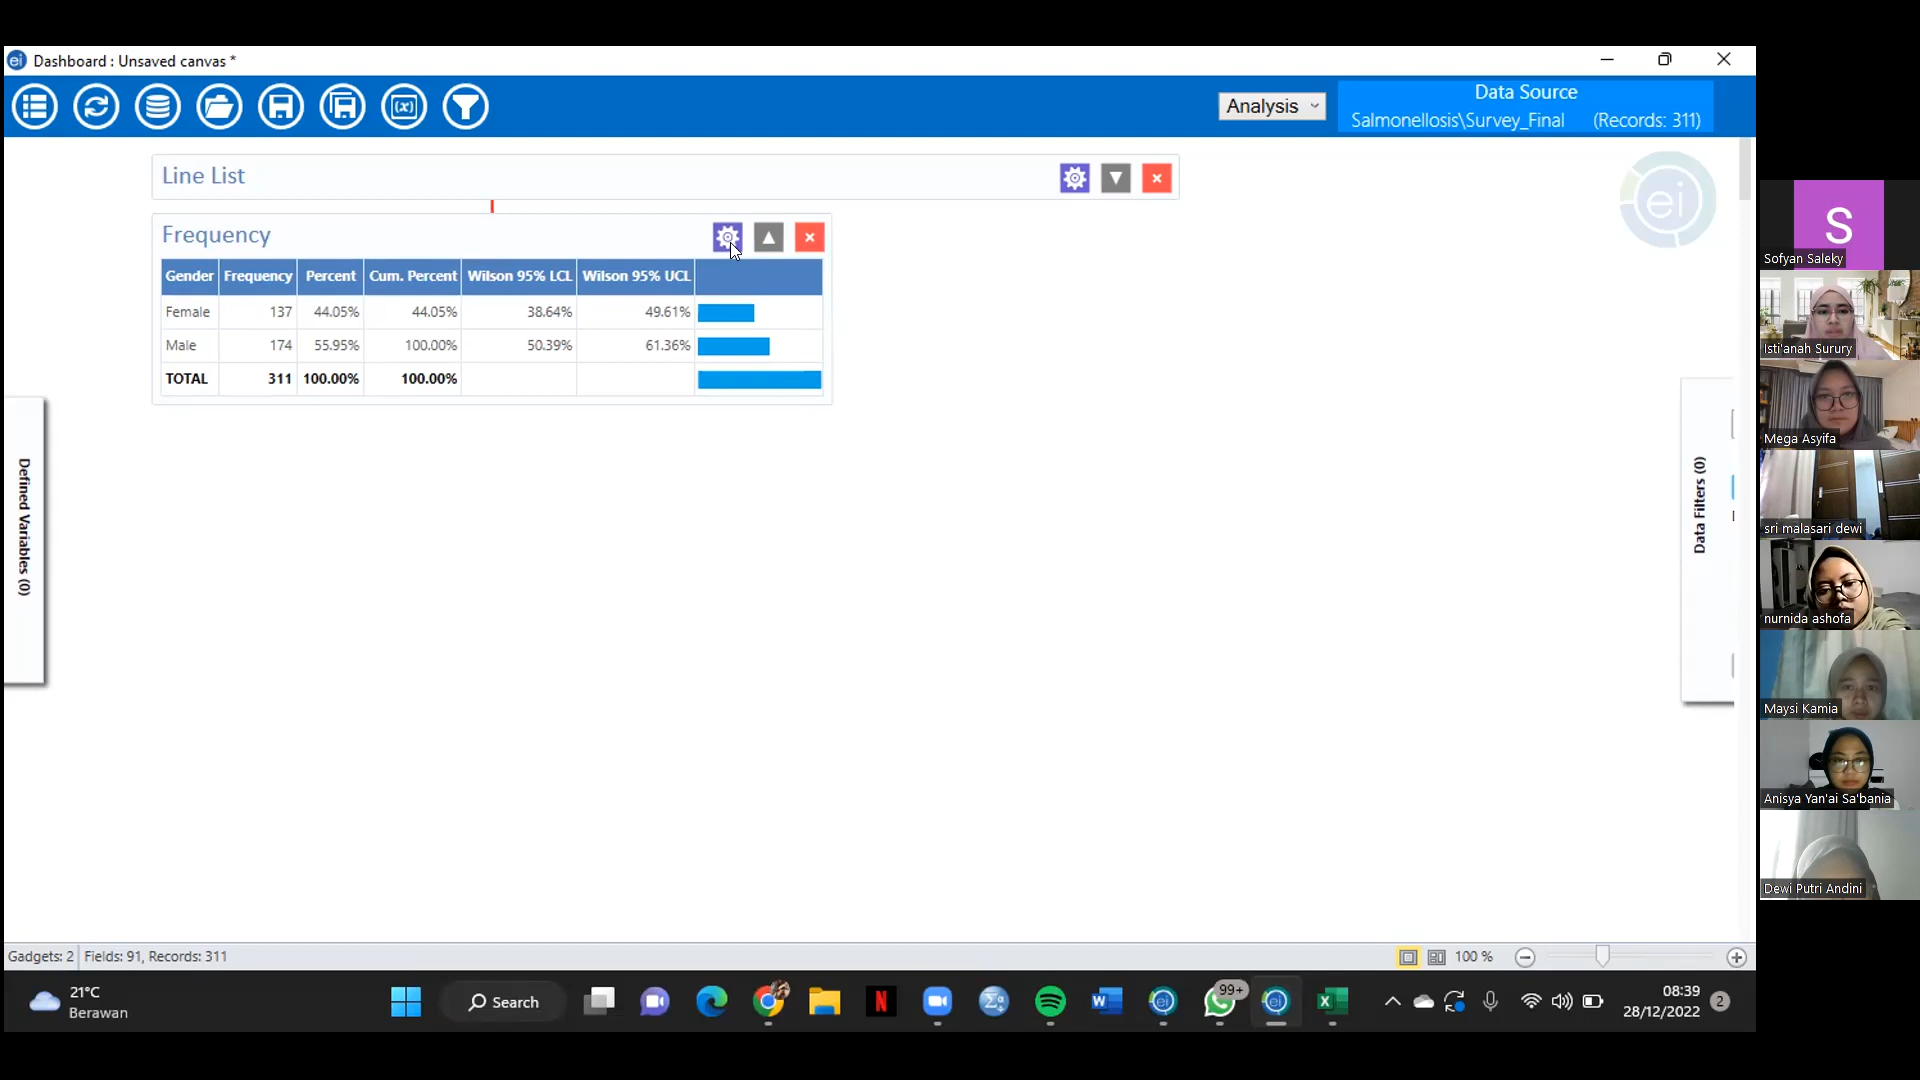 ei Dashboard : Unsaved canvas *
Analysis
Data Source
Salmonellosis\Survey_Final (Records: 311)
Line List
ei
Frequency
Gender Frequency Percent Cum. Percent Wilson 95% LCL Wilson 95% UCL
Female 137 44.05% 44.05% 38.64% 49.61%
Male 174 55.95% 100.00% 50.39% 61.36%
TOTAL 311 100.00% 100.00%
Defined Variables (0)
Data Filters (0)
S
Sofyan Saleky
Isti'anah Surury
Mega Asyifa
sri malasari dewi
nurnida ashofa
Maysi Kamia
Anisya Yan'ai Sa'bania
Dewi Putri Andini
Gadgets: 2 Fields: 91, Records: 311
100 %
21°C
Berawan
Search
99+
08:39
28/12/2022
2